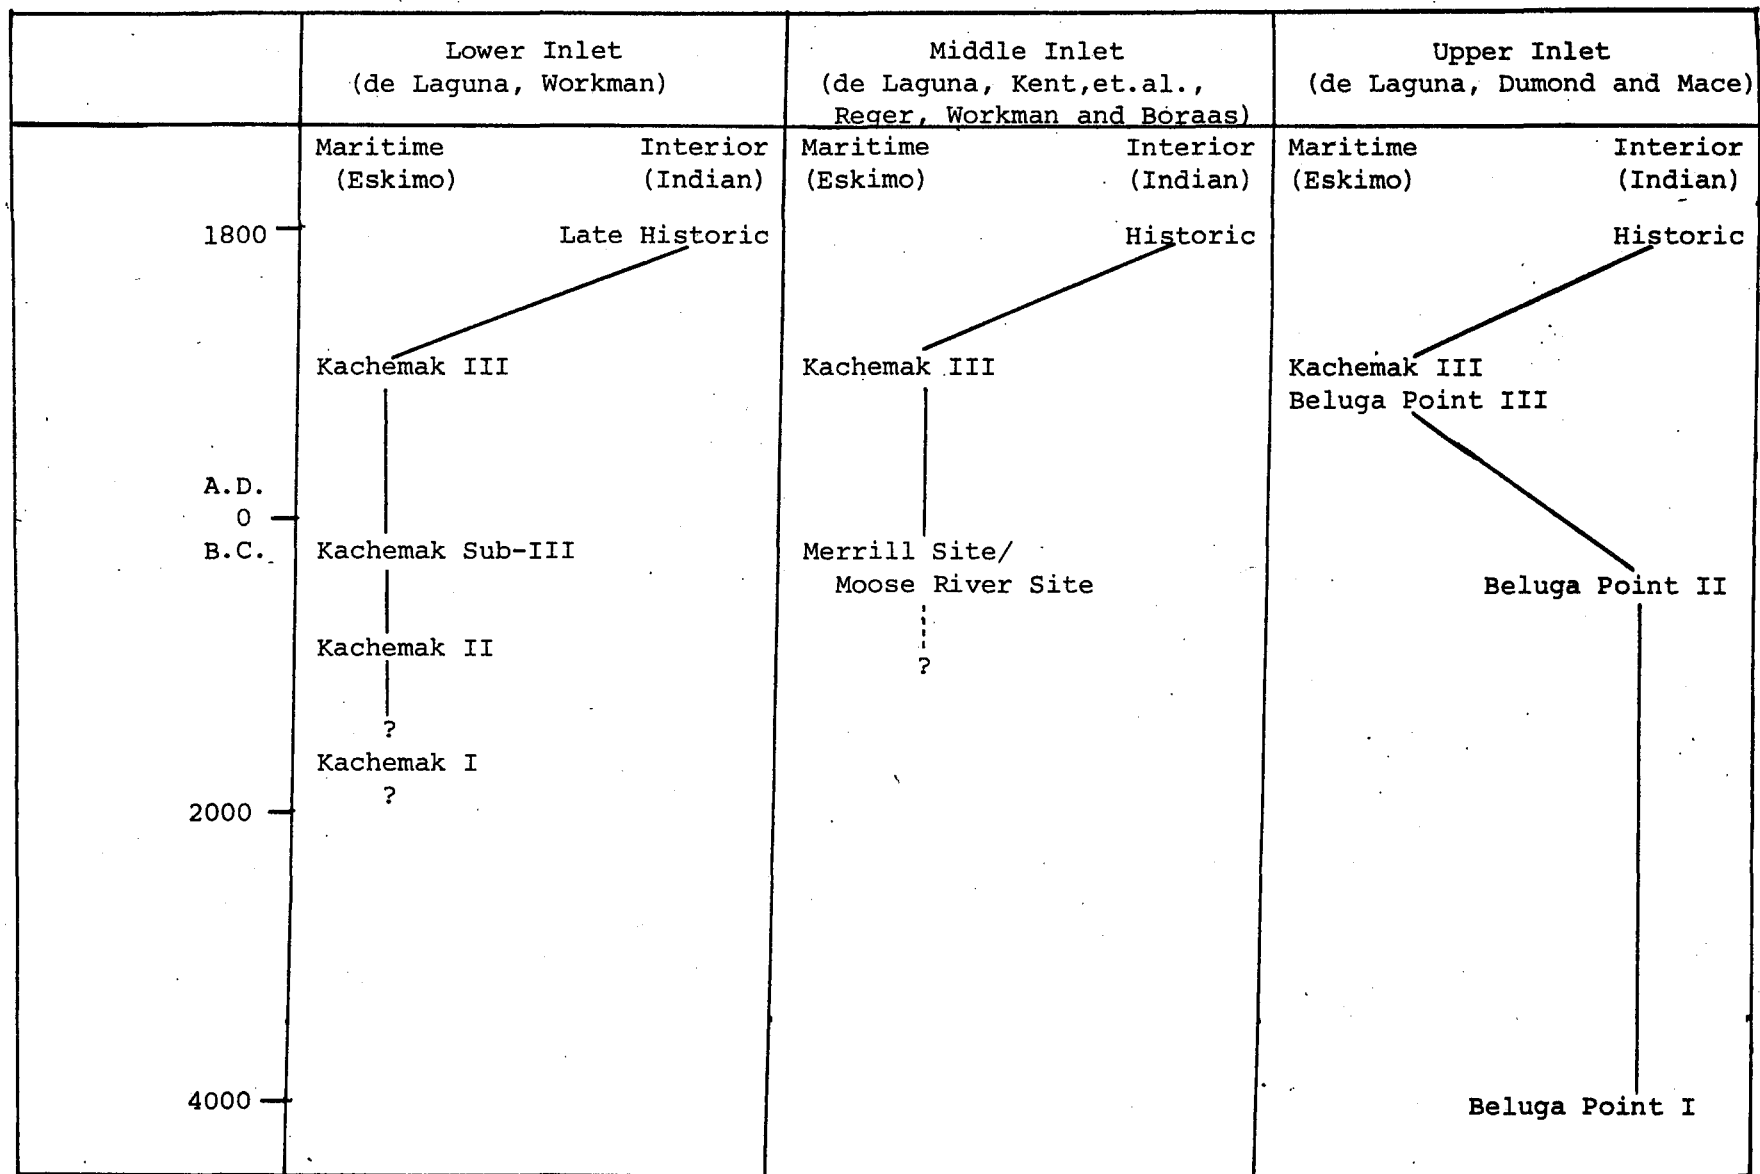 Lower Inlet
(de Laguna, Workman)
Middle Inlet
(de Laguna, Kent,et.al.,
Reger, Workman and Boraas)
Upper Inlet
(de Laguna, Dumond and Mace)
Maritime Interior
(Eskimo) (Indian)
Maritime Interior
(Eskimo) (Indian)
Maritime Interior
(Eskimo) (Indian)
1800
A.D.
0
B.C.
2000
4000
Late Historic
Kachemak III
Kachemak Sub-III
Kachemak II
?
Kachemak I
?
Historic
Kachemak III
Merrill Site/
Moose River Site
?
Historic
Kachemak III
Beluga Point III
Beluga Point II
Beluga Point I